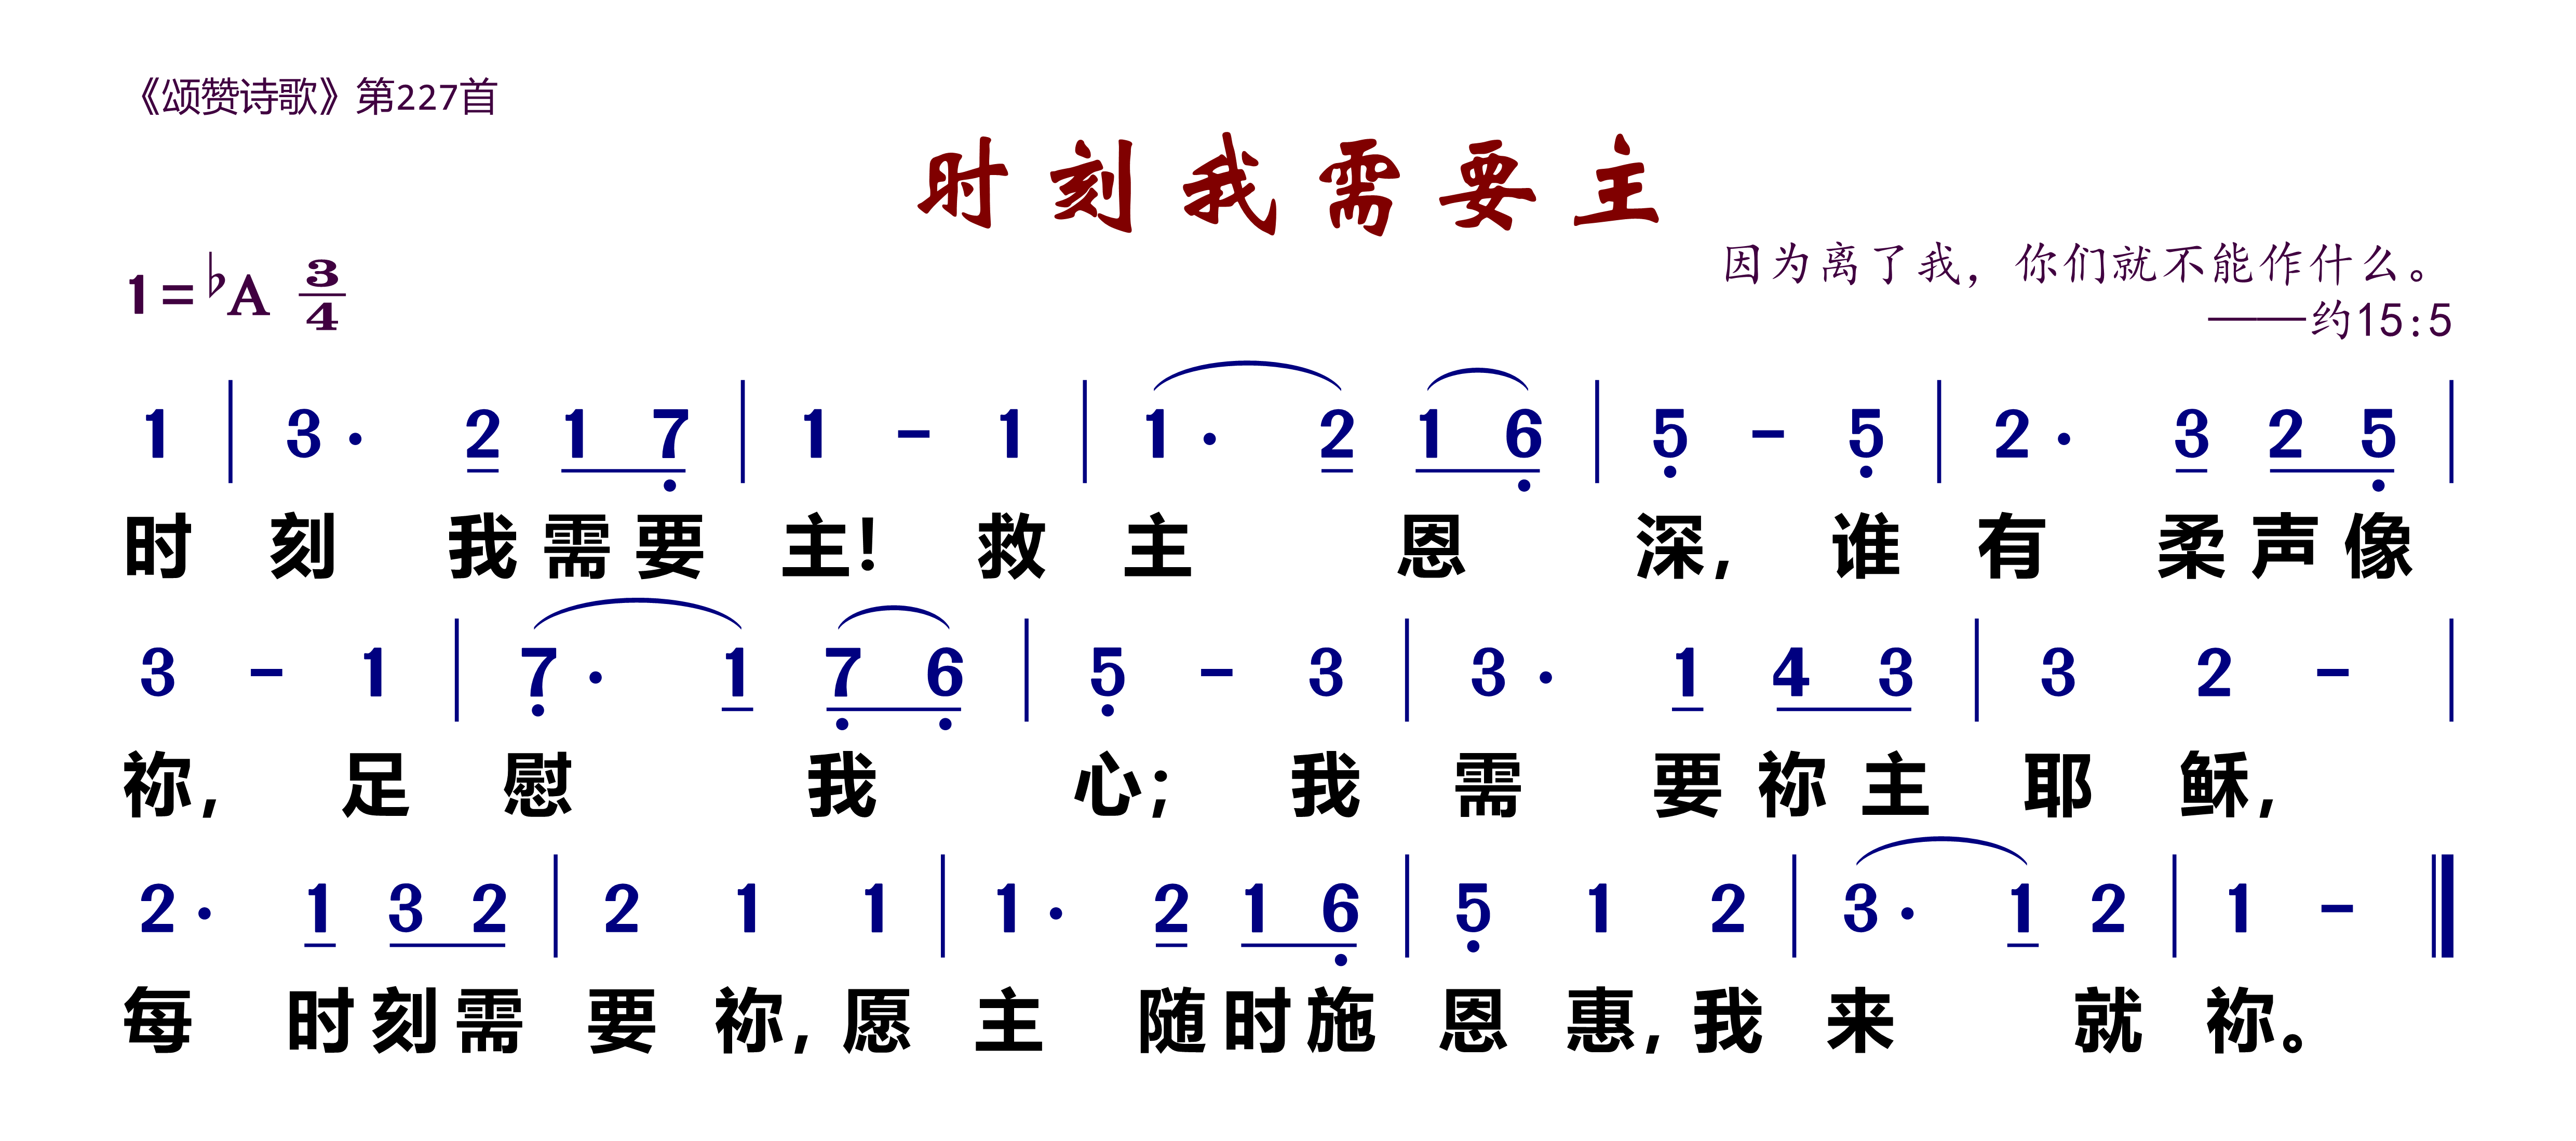 《颂赞诗歌》第227首
时刻我需要主
因为离了我，你们就不能作什么。
1=♭A 3/4
——约15:5
1 | 3· 2 1 7̣ | 1 - 1 | 1· 2 1 6̣ | 5̣ - 5̣ | 2· 3 2 5̣ |
时刻我需要主！救主恩深，谁有柔声像
3 - 1 | 7̣· 1 7̣ 6̣ | 5̣ - 3 | 3· 1 4 3 | 3 2 - |
祢，足慰我心；我需要祢主耶稣，
2· 1 3 2 | 2 1 1 | 1· 2 1 6̣ | 5̣ 1 2 | 3· 1 2 | 1 - ‖
每时刻需要祢，愿主随时施恩惠，我来就祢。